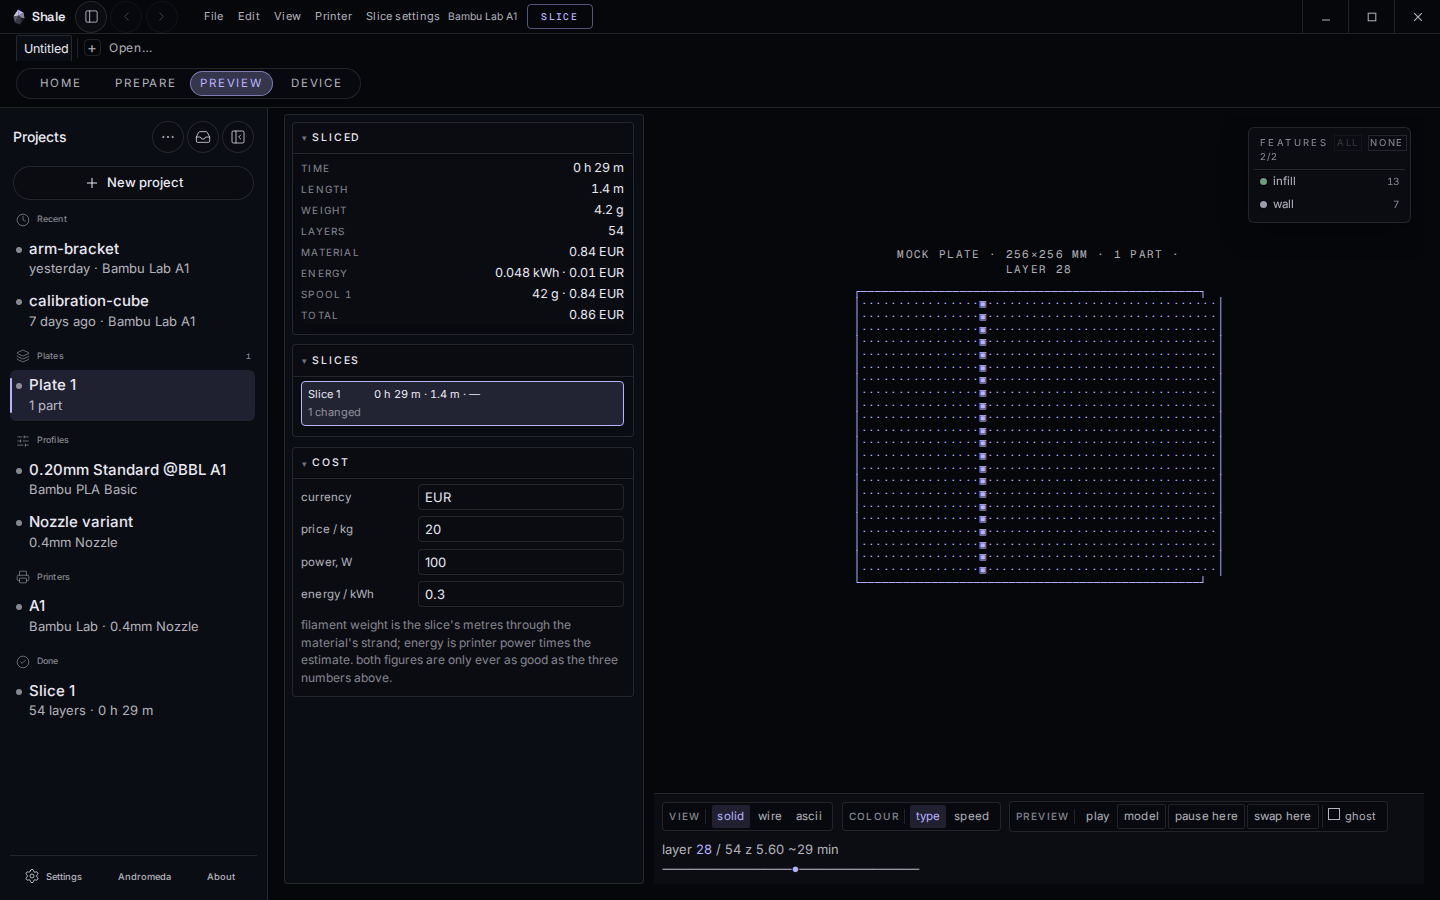 Shale
File Edit View Printer Slice settings Bambu Lab A1 SLICE
Untitled + Open...
HOME PREPARE PREVIEW DEVICE
Projects
+ New project
Recent
arm-bracket
yesterday · Bambu Lab A1
calibration-cube
7 days ago · Bambu Lab A1
Plates 1
Plate 1
1 part
Profiles
0.20mm Standard @BBL A1
Bambu PLA Basic
Nozzle variant
0.4mm Nozzle
Printers
A1
Bambu Lab · 0.4mm Nozzle
Done
Slice 1
54 layers · 0 h 29 m
Settings Andromeda About
SLICED
TIME 0 h 29 m
LENGTH 1.4 m
WEIGHT 4.2 g
LAYERS 54
MATERIAL 0.84 EUR
ENERGY 0.048 kWh · 0.01 EUR
SPOOL 1 42 g · 0.84 EUR
TOTAL 0.86 EUR
SLICES
Slice 1 0 h 29 m · 1.4 m · —
1 changed
COST
currency EUR
price / kg 20
power, W 100
energy / kWh 0.3
filament weight is the slice's metres through the
material's strand; energy is printer power times the
estimate. both figures are only ever as good as the three
numbers above.
FEATURES ALL NONE
2/2
infill 13
wall 7
MOCK PLATE · 256×256 MM · 1 PART ·
LAYER 28
VIEW solid wire ascii COLOUR type speed PREVIEW play model pause here swap here ghost
layer 28 / 54 z 5.60 ~29 min